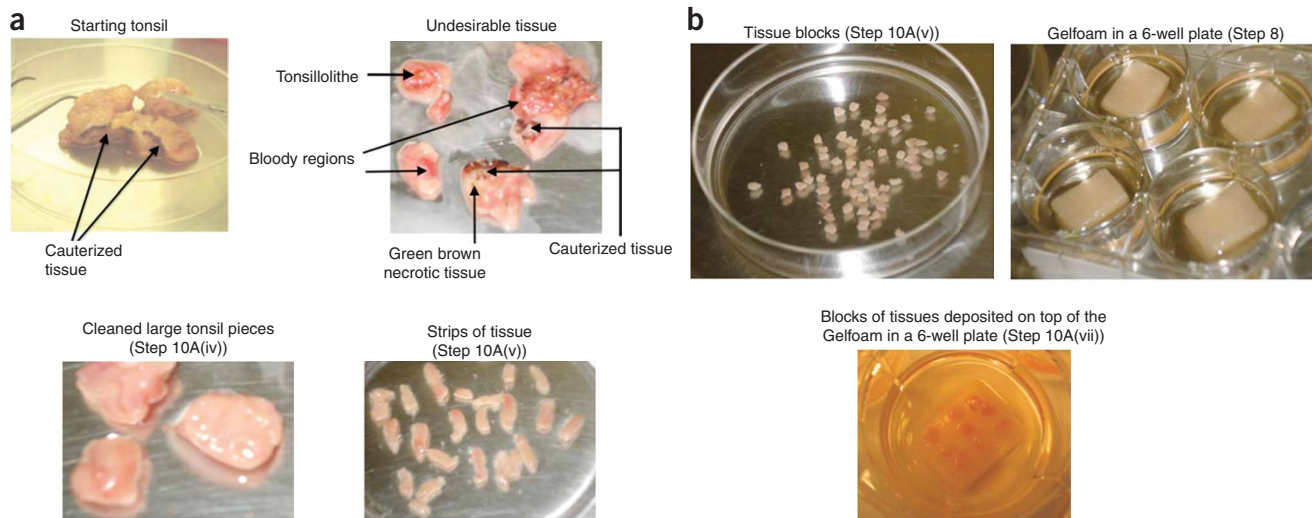 a
Starting tonsil
Cauterized
tissue
Undesirable tissue
Tonsillolithe
Bloody regions
Green brown
necrotic tissue
Cauterized tissue
Cleaned large tonsil pieces
(Step 10A(iv))
Strips of tissue
(Step 10A(v))
b
Tissue blocks (Step 10A(v))
Gelfoam in a 6-well plate (Step 8)
Blocks of tissues deposited on top of the
Gelfoam in a 6-well plate (Step 10A(vii))